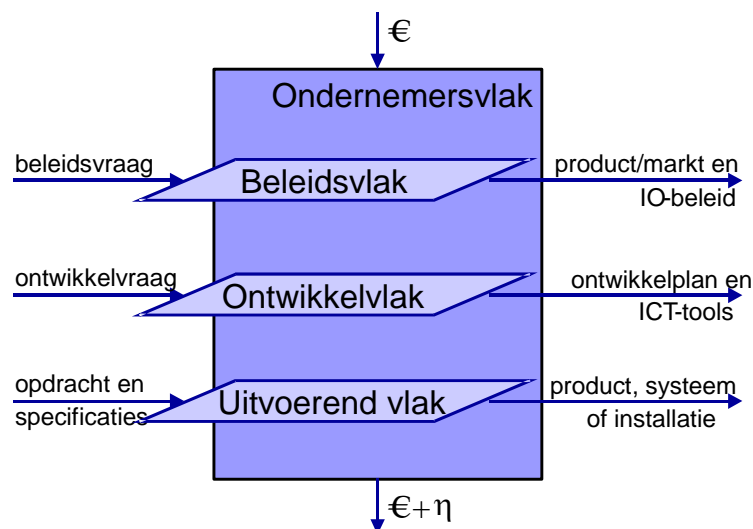 €
Ondernemersvlak
beleidsvraag
Beleidsvlak
product/markt en
IO-beleid
ontwikkelvraag
Ontwikkelvlak
ontwikkelplan en
ICT-tools
opdracht en
specificaties
Uitvoerend vlak
product, systeem
of installatie
€+η